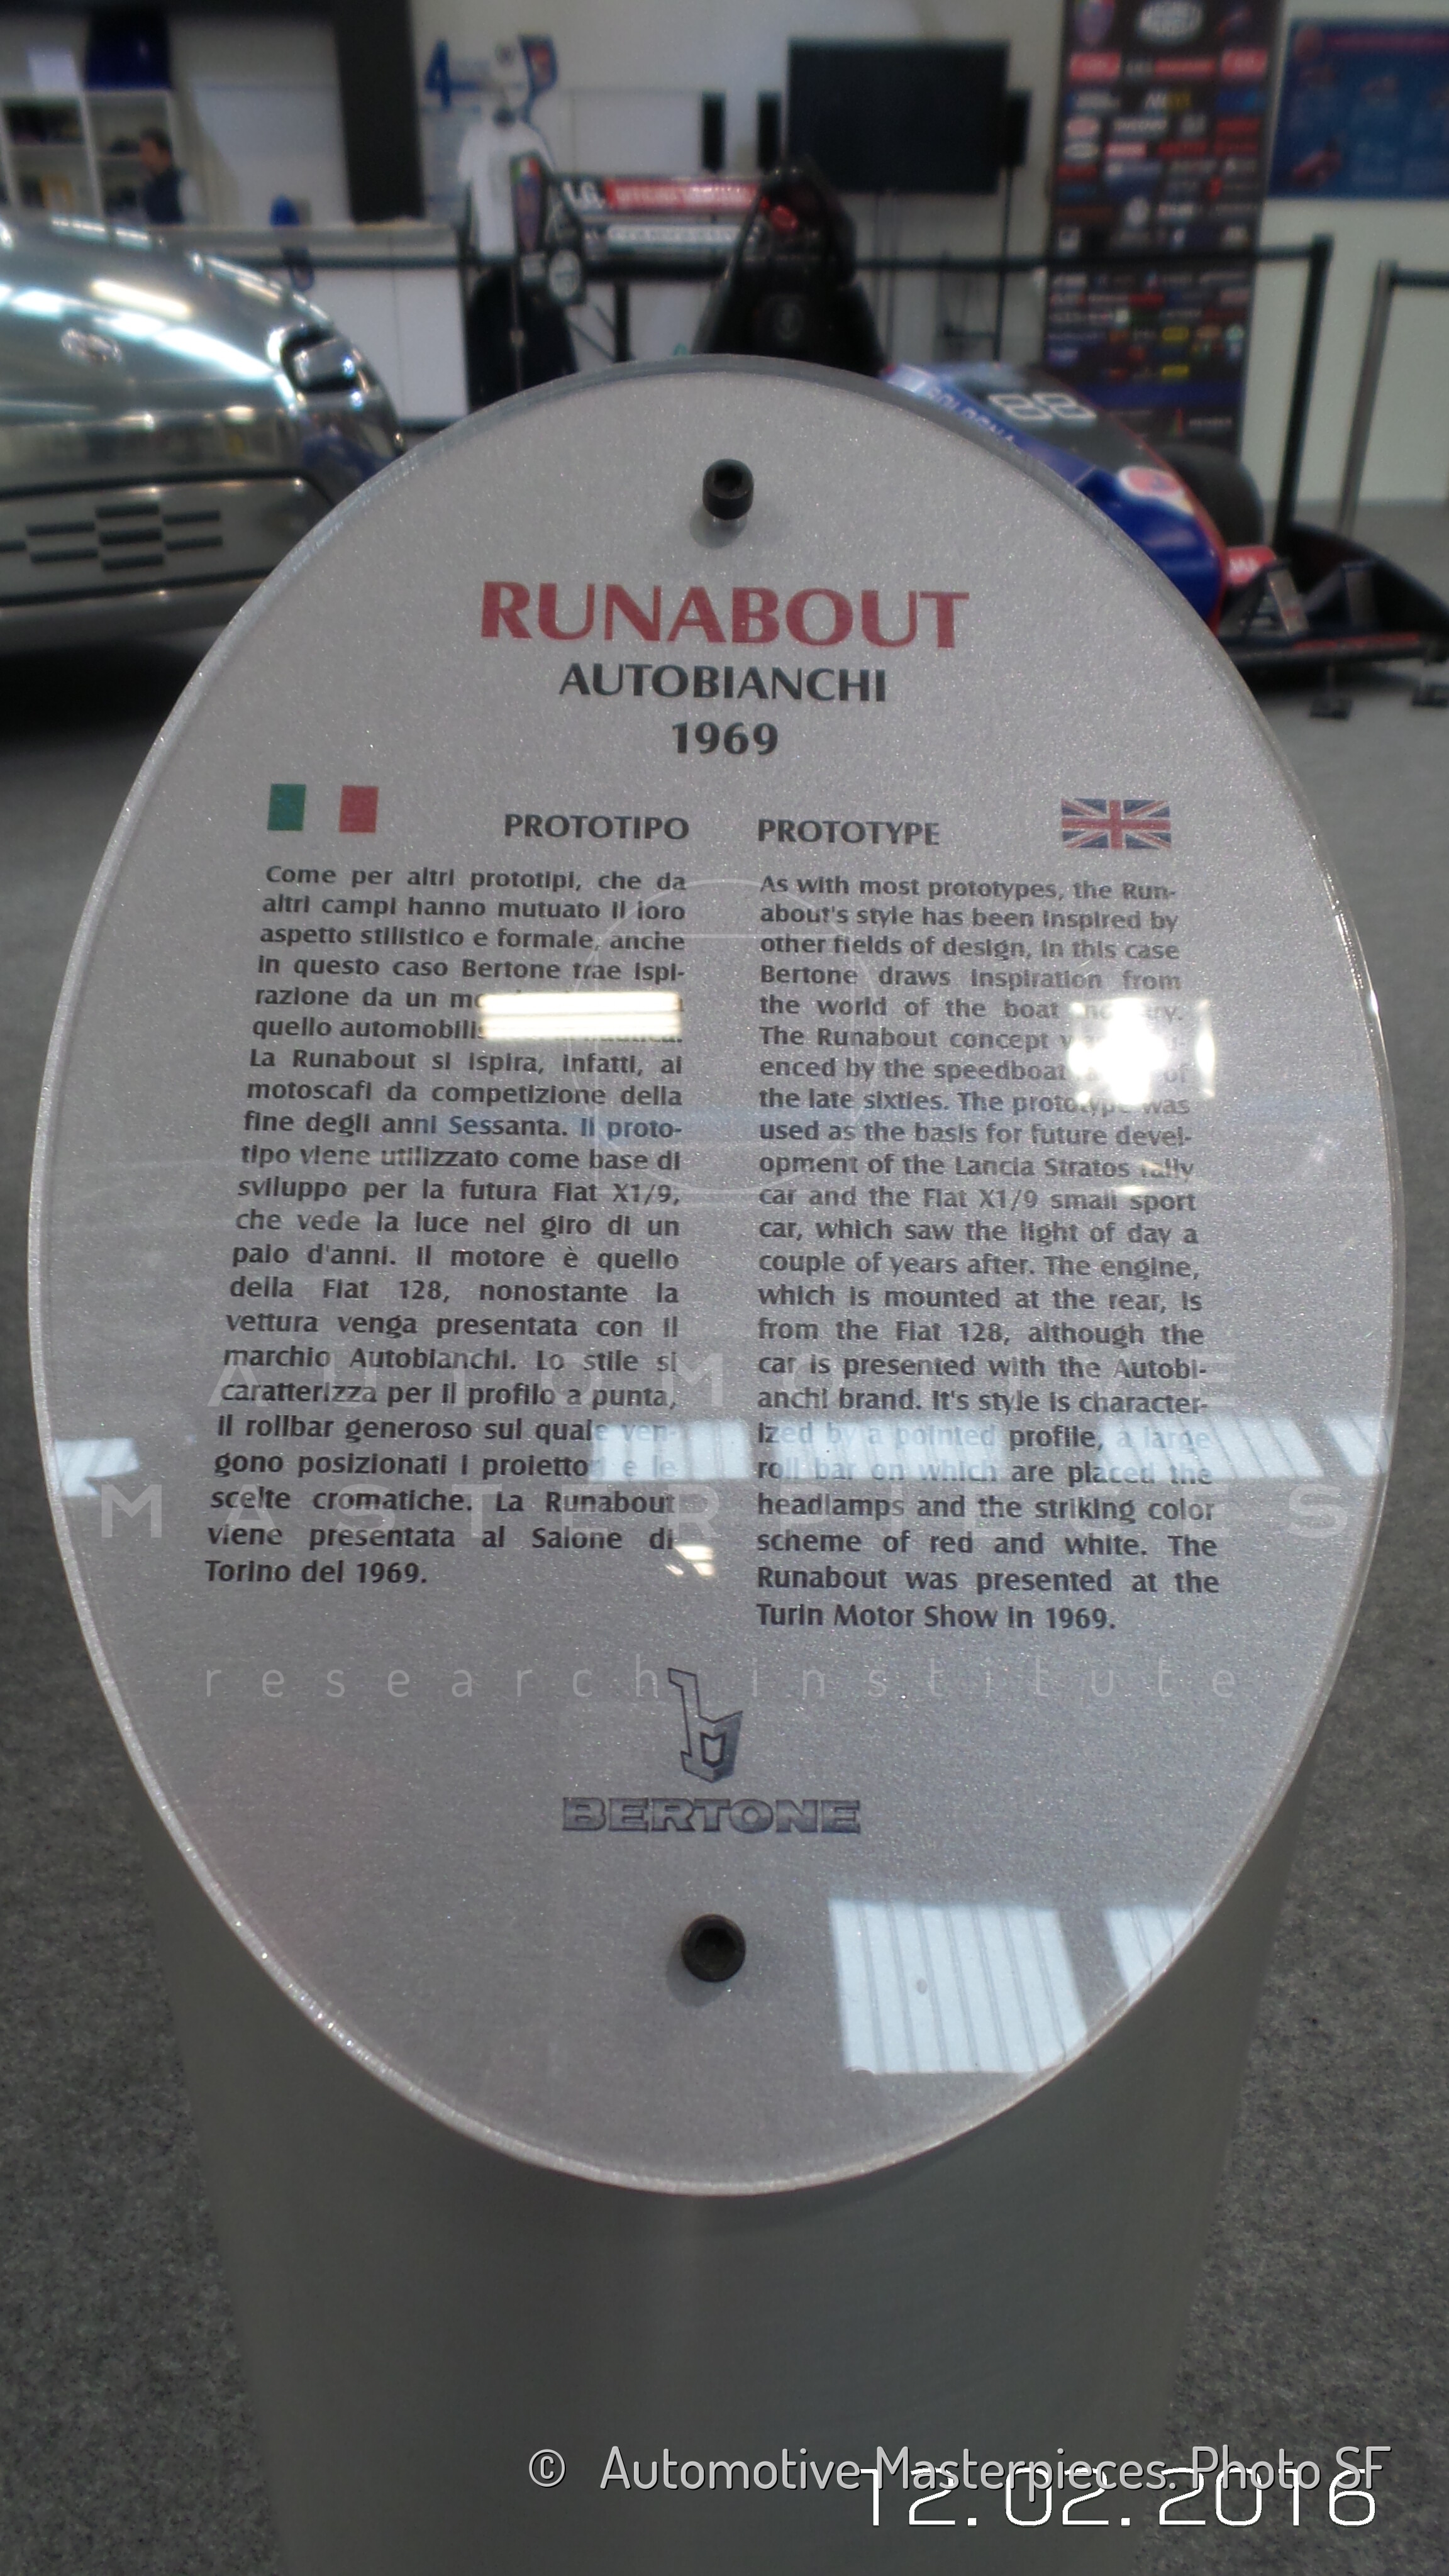 4
I.G.
BOLOGNA
88
RUNABOUT
AUTOBIANCHI
1969
PROTOTIPO
Come per altri prototipi, che da
altri campi hanno mutuato il loro
aspetto stilistico e formale, anche
in questo caso Bertone trae ispi-
razione da un
quello
La Runabout si ispira, infatti, ai
motoscafi da competizione della
fine degli anni Sessanta. Il proto-
tipo viene utilizzato come base di
sviluppo per la futura Fiat X1/9,
che vede la luce nel giro di un
paio d'anni. Il motore è quello
della Fiat 128, nonostante la
vettura venga presentata con il
marchio Autobianchi. Lo stile si
caratterizza per il profilo a punta,
il rollbar generoso sul quale ven-
gono posizionati i proiettori e le
scelte cromatiche. La Runabout
viene presentata al Salone di
Torino del 1969.
PROTOTYPE
As with most prototypes, the Run-
about's style has been inspired by
other fields of design, in this case
Bertone draws inspiration from
the world of the boat
The Runabout concept
enced by the speedboat of
the late sixties. The prototype was
used as the basis for future devel-
opment of the Lancia Stratos rally
car and the Fiat X1/9 small sport
car, which saw the light of day a
couple of years after. The engine,
which is mounted at the rear, is
from the Fiat 128, although the
car is presented with the Autobi-
anchi brand. It's style is character-
ized by a pointed profile, a large
roll bar on which are placed the
headlamps and the striking color
scheme of red and white. The
Runabout was presented at the
Turin Motor Show in 1969.
AUTOMOTIVE
MASTERPIECES
research institute
BERTONE
© Automotive Masterpieces. Photo SF
12.02.2016